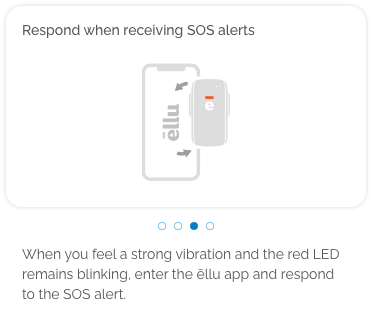 Respond when receiving SOS alerts
ēllu
ē
When you feel a strong vibration and the red LED
remains blinking, enter the ēllu app and respond
to the SOS alert.